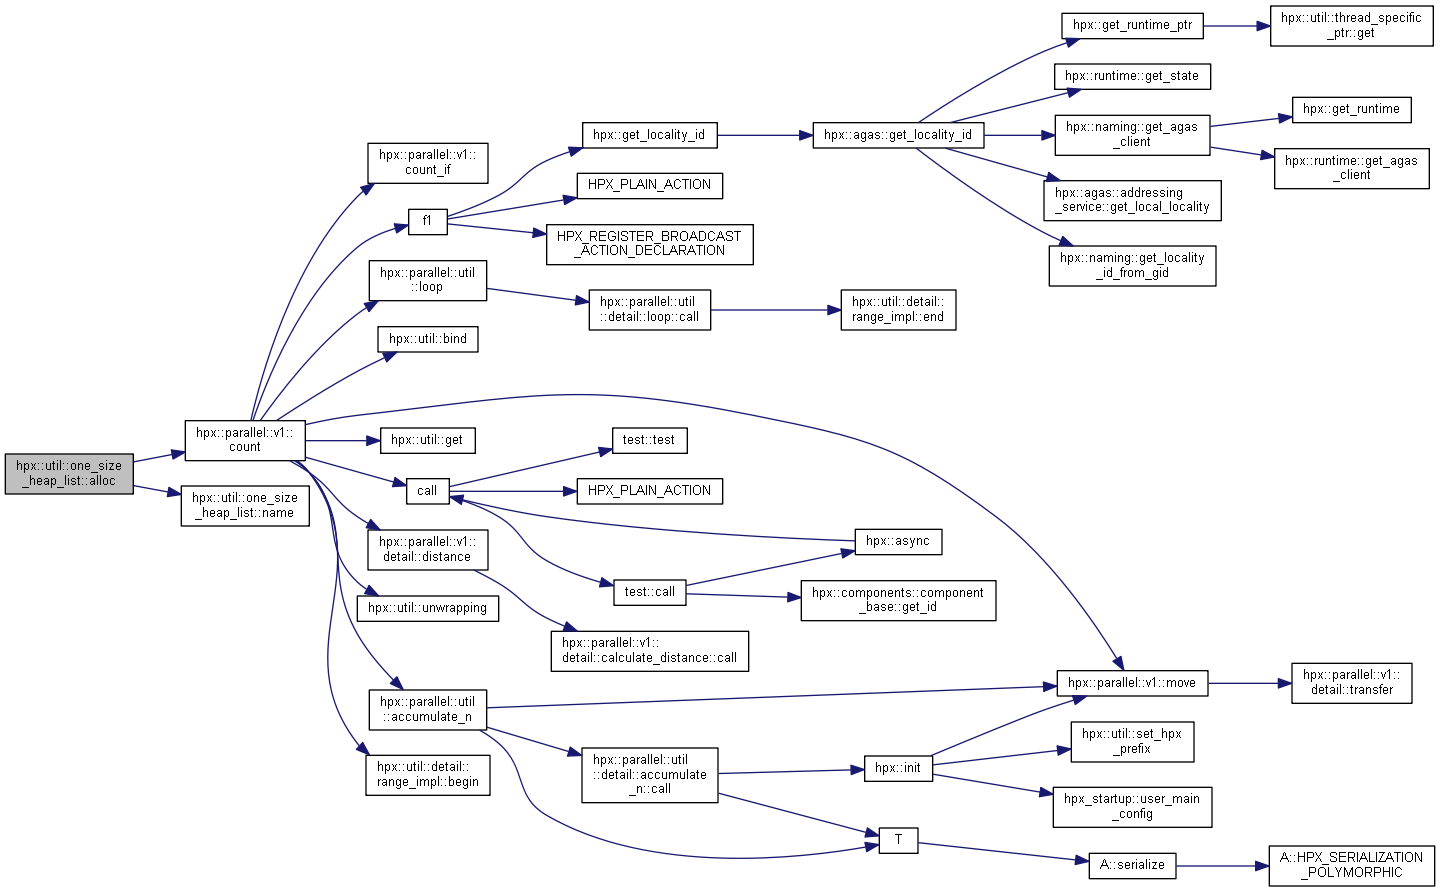 hpx::util::one_size
_heap_list::alloc
hpx::parallel::v1::
count
hpx::util::one_size
_heap_list::name
hpx::parallel::v1::
count_if
f1
hpx::get_locality_id
hpx::agas::get_locality_id
hpx::get_runtime_ptr
hpx::util::thread_specific
_ptr::get
hpx::runtime::get_state
hpx::naming::get_agas
_client
hpx::get_runtime
hpx::runtime::get_agas
_client
hpx::agas::addressing
_service::get_local_locality
hpx::naming::get_locality
_id_from_gid
HPX_PLAIN_ACTION
HPX_REGISTER_BROADCAST
_ACTION_DECLARATION
hpx::parallel::util
::loop
hpx::parallel::util
::detail::loop::call
hpx::util::detail::
range_impl::end
hpx::util::bind
hpx::util::get
call
test::test
HPX_PLAIN_ACTION
test::call
hpx::async
hpx::components::component
_base::get_id
hpx::parallel::v1::
detail::distance
hpx::parallel::v1::
detail::calculate_distance::call
hpx::util::unwrapping
hpx::parallel::util
::accumulate_n
hpx::parallel::util
::detail::accumulate
_n::call
hpx::init
hpx::parallel::v1::move
hpx::parallel::v1::
detail::transfer
hpx::util::set_hpx
_prefix
hpx_startup::user_main
_config
T
A::serialize
A::HPX_SERIALIZATION
_POLYMORPHIC
hpx::util::detail::
range_impl::begin